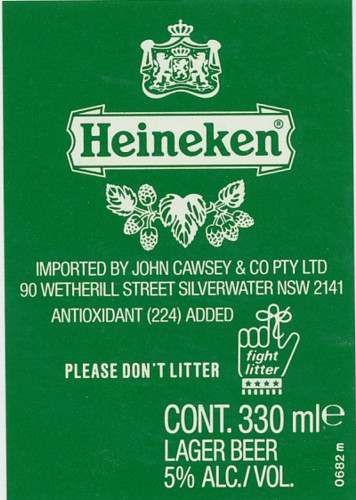 Heineken®
IMPORTED BY JOHN CAWSEY & CO PTY LTD
90 WETHERILL STREET SILVERWATER NSW 2141
ANTIOXIDANT (224) ADDED
fight
litter
PLEASE DON'T LITTER
CONT. 330 ml℮
LAGER BEER
5% ALC./VOL.
0682 m